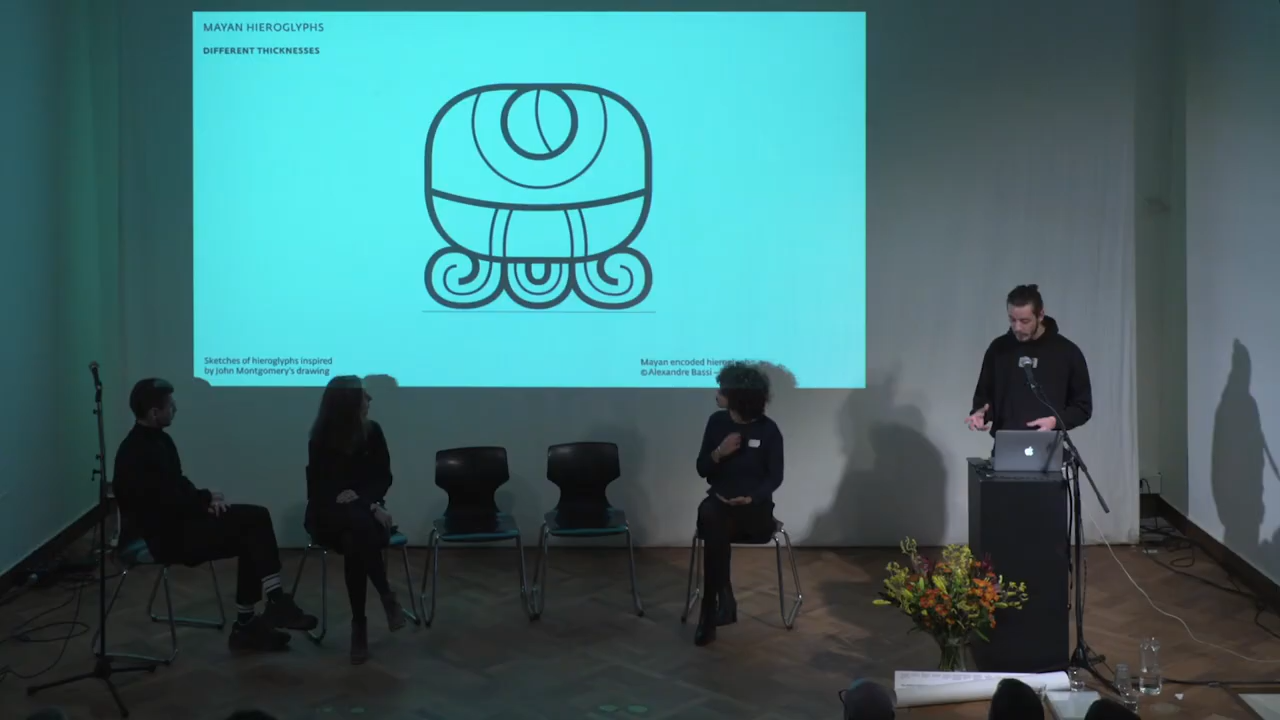 MAYAN HIEROGLYPHS
DIFFERENT THICKNESSES
Sketches of hieroglyphs inspired
by John Montgomery's drawing
Mayan encoded
©Alexandre Bassi